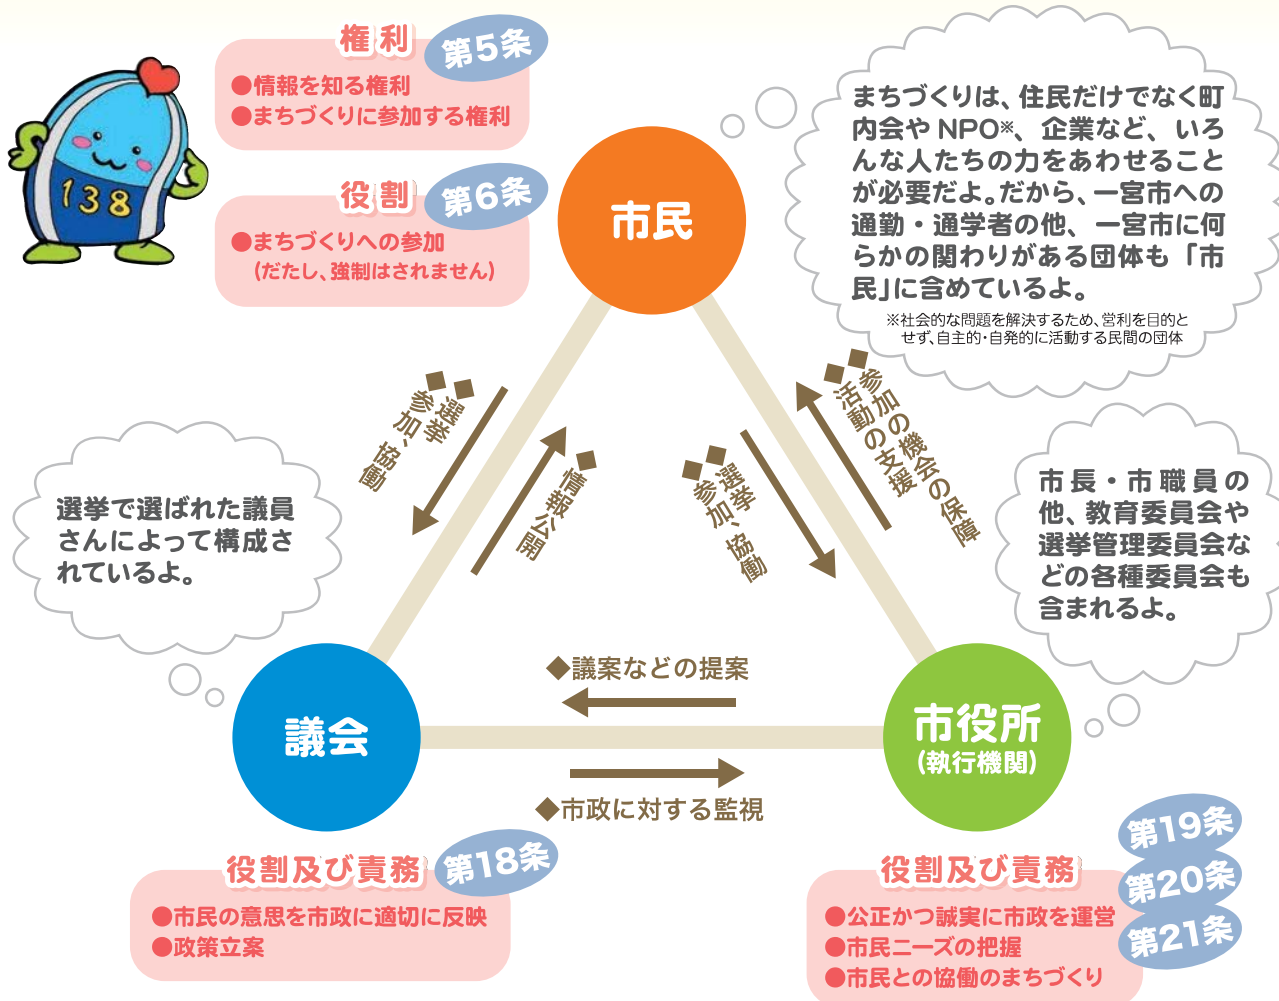 権利
第5条
●情報を知る権利
●まちづくりに参加する権利
138
役割
第6条
●まちづくりへの参加
(だたし、強制はされません)
市民
まちづくりは、住民だけでなく町
内会やNPO※、企業など、いろ
んな人たちの力をあわせること
が必要だよ。だから、一宮市への
通勤・通学者の他、一宮市に何
らかの関わりがある団体も「市
民」に含めているよ。
※社会的な問題を解決するため、営利を目的と
せず、自主的・自発的に活動する民間の団体
◆選挙
◆参加、協働
◆情報公開
◆選挙
◆参加、協働
◆参加の機会の保障
◆活動の支援
選挙で選ばれた議員
さんによって構成さ
れているよ。
市長・市職員の
他、教育委員会や
選挙管理委員会な
どの各種委員会も
含まれるよ。
◆議案などの提案
議会
市役所
(執行機関)
◆市政に対する監視
役割及び責務
第18条
●市民の意思を市政に適切に反映
●政策立案
役割及び責務
第19条
第20条
第21条
●公正かつ誠実に市政を運営
●市民ニーズの把握
●市民との協働のまちづくり